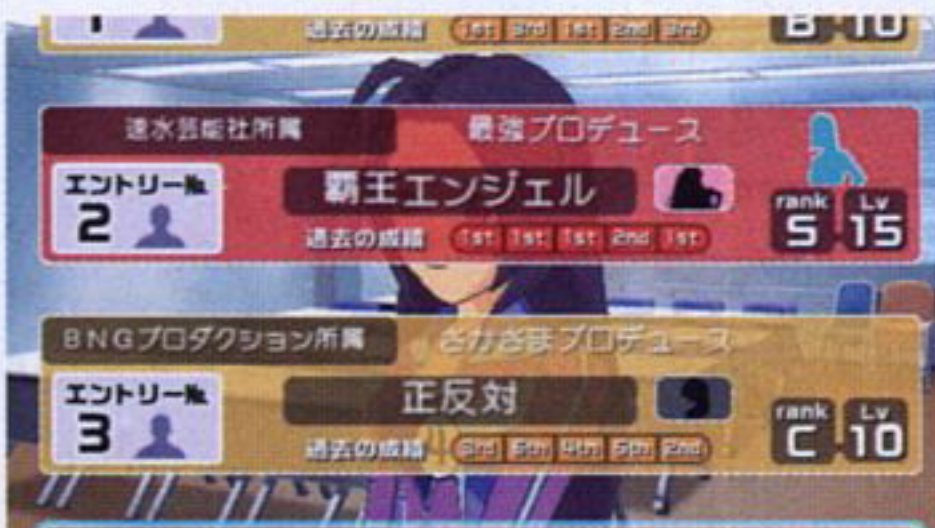 1
過去の成績 1st 3rd 1st 2nd 3rd
B 10
速水芸能社所属
最強プロデュース
エントリー№
2
覇王エンジェル
過去の成績 1st 1st 1st 2nd 1st
rank S
Lv 15
BNGプロダクション所属
さかさまプロデュース
エントリー№
3
正反対
過去の成績 3rd 6th 4th 5th 2nd
rank C
Lv 10